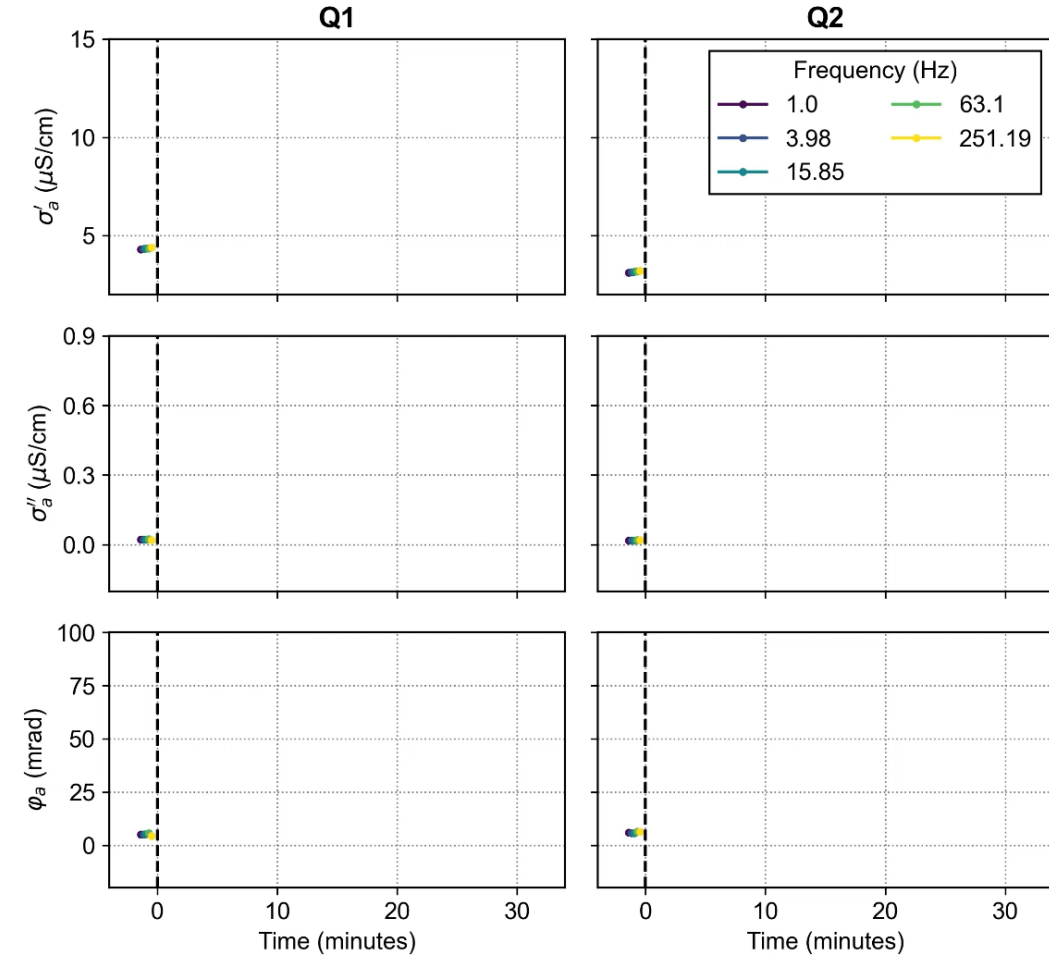 Q1 Q2
15
10
5
σ′a (μS/cm)
Frequency (Hz)
1.0 63.1
3.98 251.19
15.85
0.9
0.6
0.3
0.0
σ″a (μS/cm)
100
75
50
25
0
φa (mrad)
0 10 20 30 0 10 20 30
Time (minutes) Time (minutes)